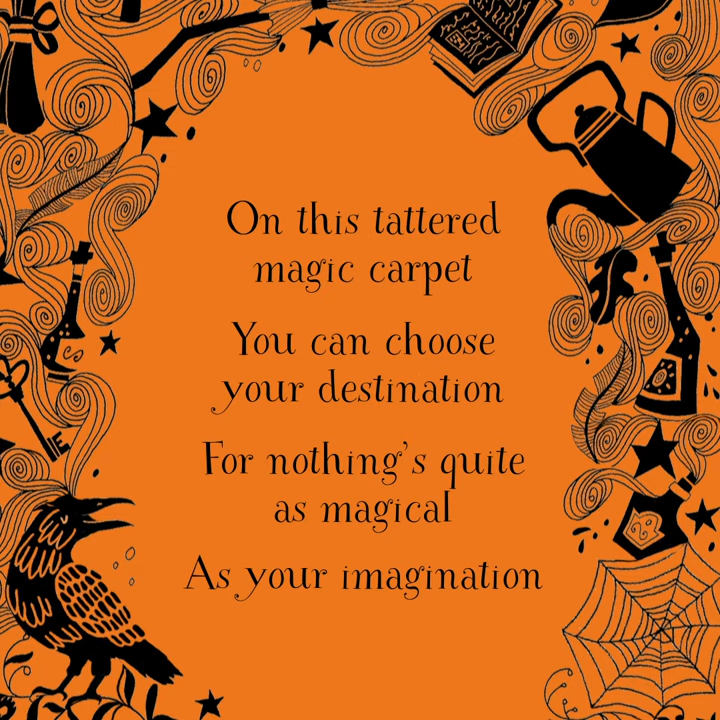 On this tattered
magic carpet
You can choose
your destination
For nothing's quite
as magical
As your imagination